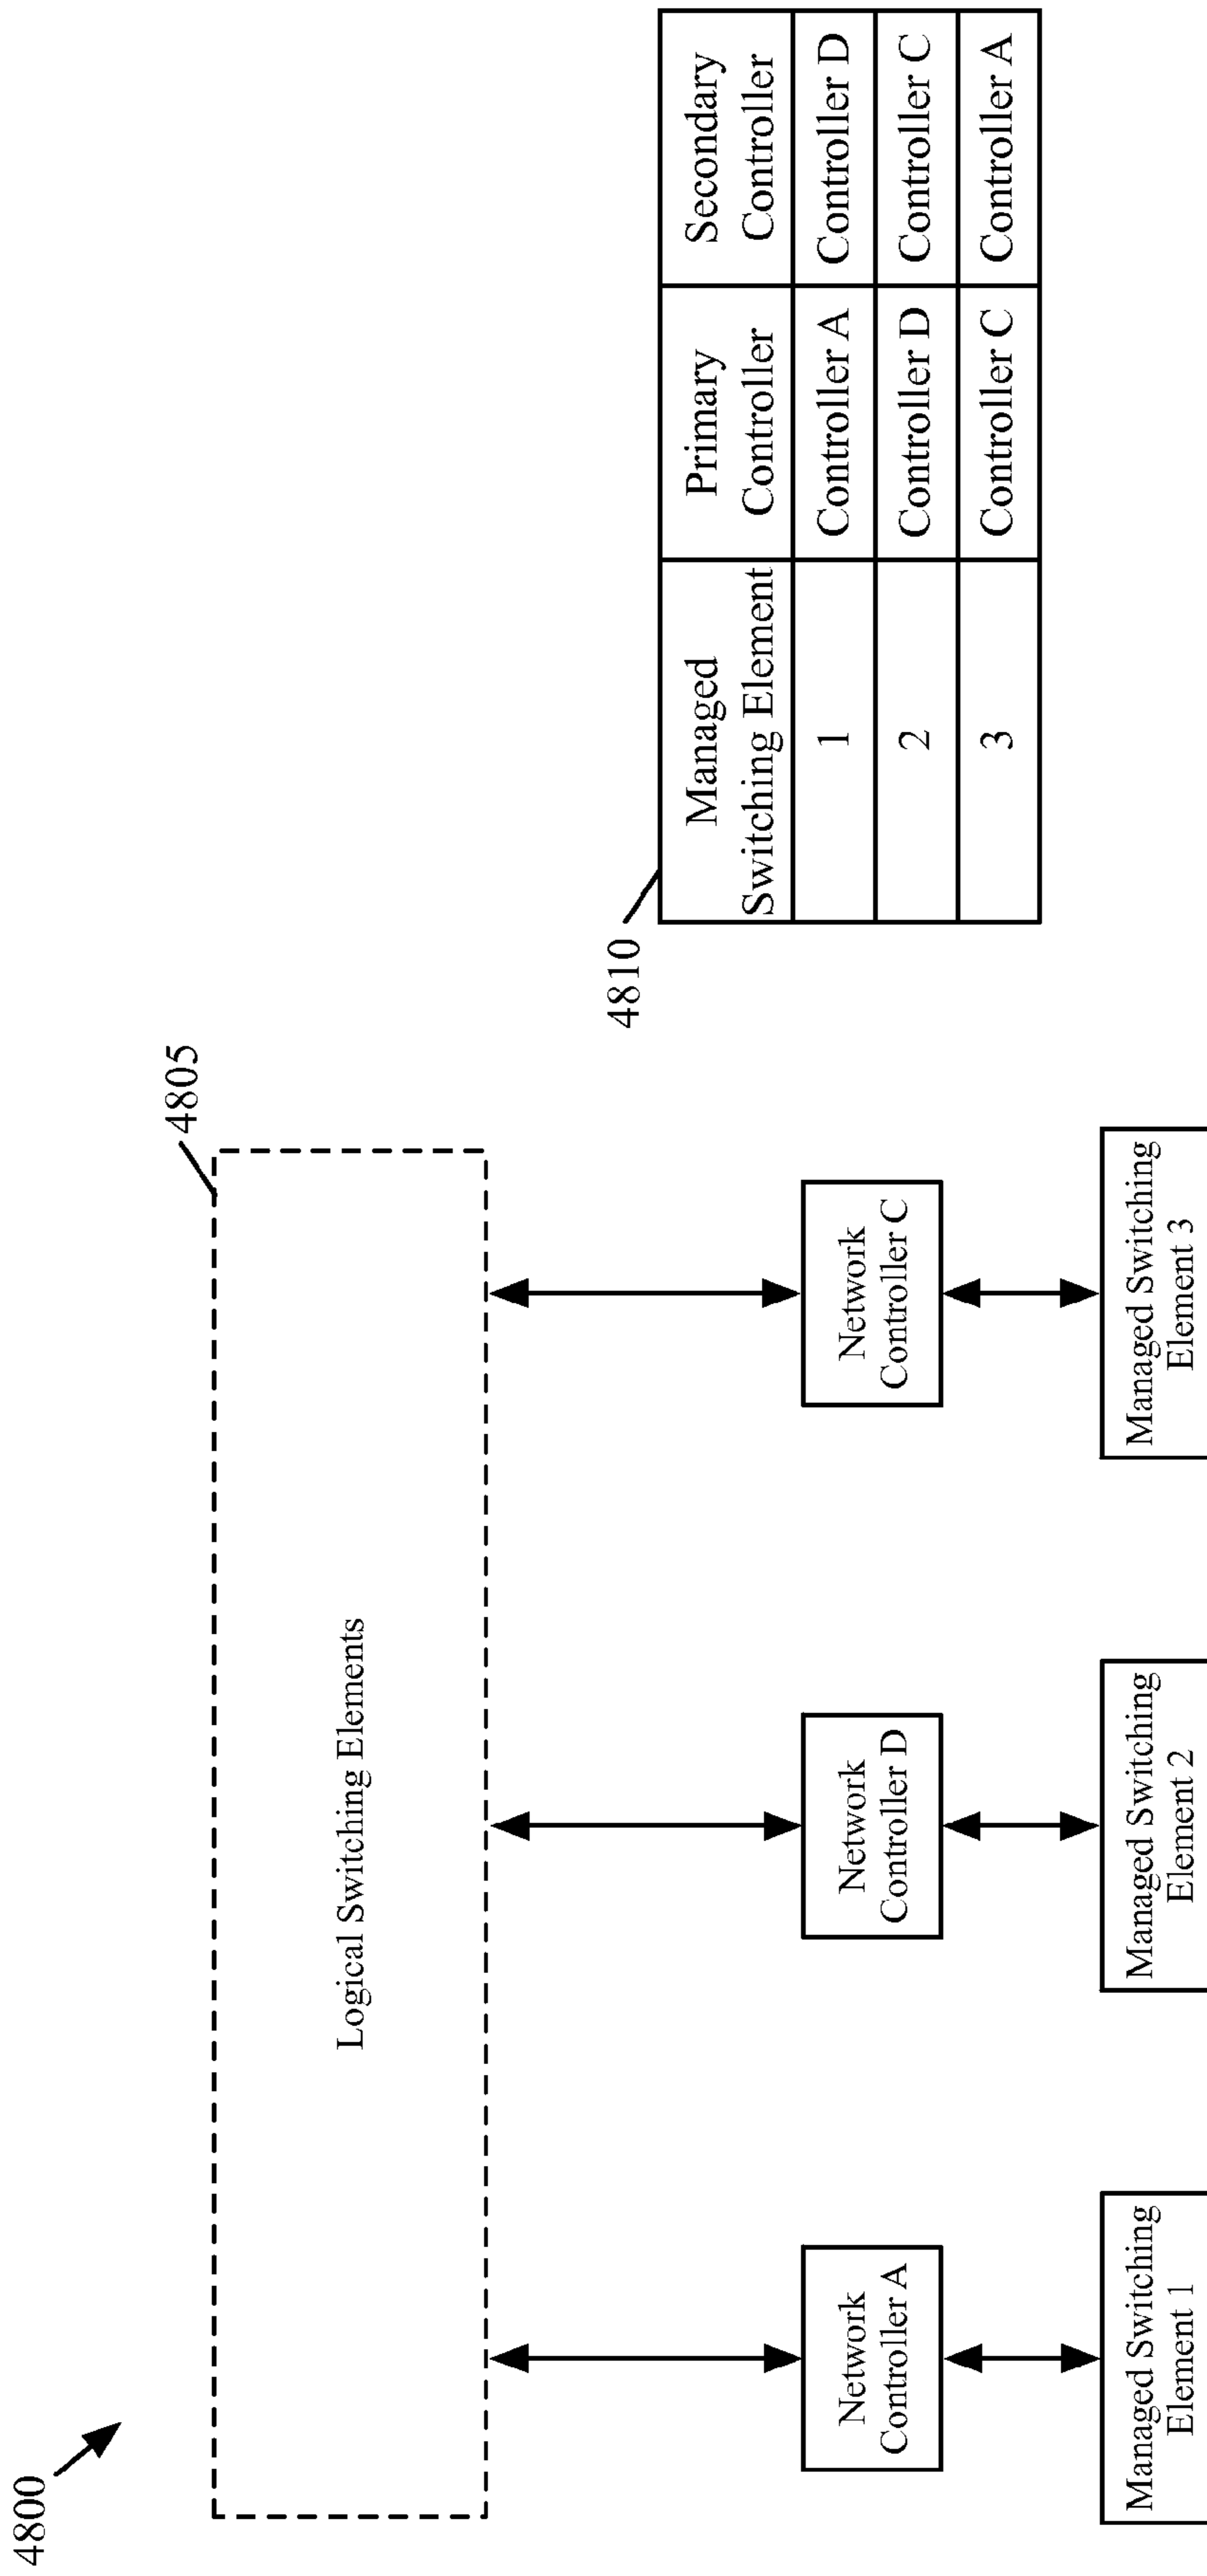 4800
4805
Logical Switching Elements
Network
Controller A
Network
Controller D
Network
Controller C
Managed Switching
Element 1
Managed Switching
Element 2
Managed Switching
Element 3
4810
Managed
Switching Element
Primary
Controller
Secondary
Controller
1
Controller A
Controller D
2
Controller D
Controller C
3
Controller C
Controller A